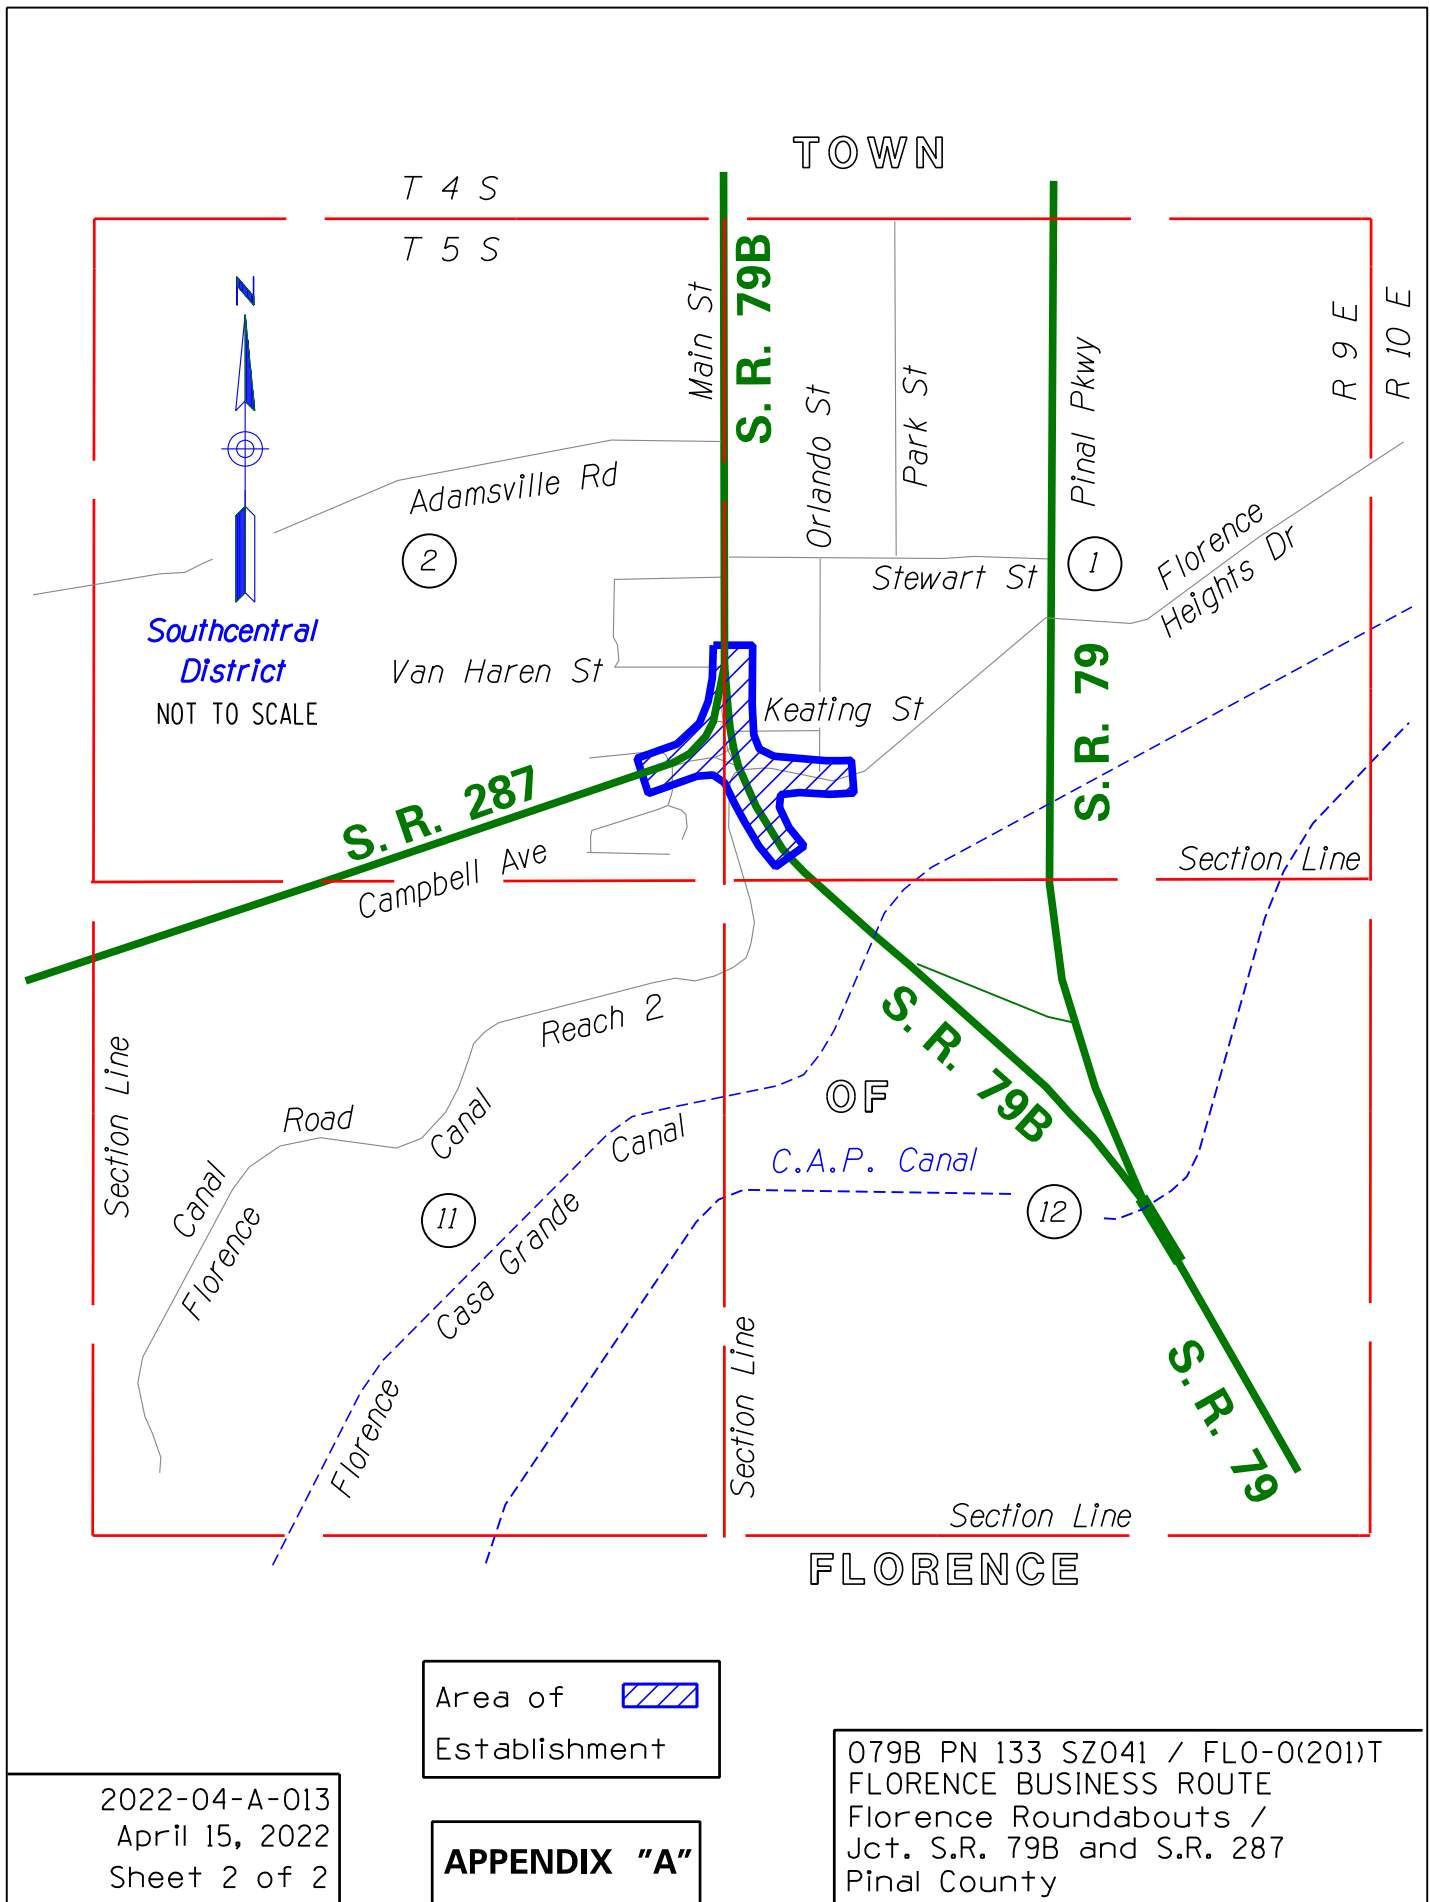 TOWN
T 4 S
T 5 S
N
Main St
S. R. 79B
Orlando St
Park St
Pinal Pkwy
R 9 E
R 10 E
Adamsville Rd
2
1
Stewart St
Florence
Heights Dr
Southcentral
District
NOT TO SCALE
Van Haren St
Keating St
S. R. 79
S. R. 287
Campbell Ave
Section Line
Reach 2
Section Line
Road
Canal
Canal
Florence
S. R. 79B
OF
Canal
C.A.P. Canal
11
12
Casa Grande
Florence
Section Line
S. R. 79
Section Line
FLORENCE
Area of
Establishment
2022-04-A-013
April 15, 2022
Sheet 2 of 2
APPENDIX "A"
079B PN 133 SZ041 / FLO-0(201)T
FLORENCE BUSINESS ROUTE
Florence Roundabouts /
Jct. S.R. 79B and S.R. 287
Pinal County